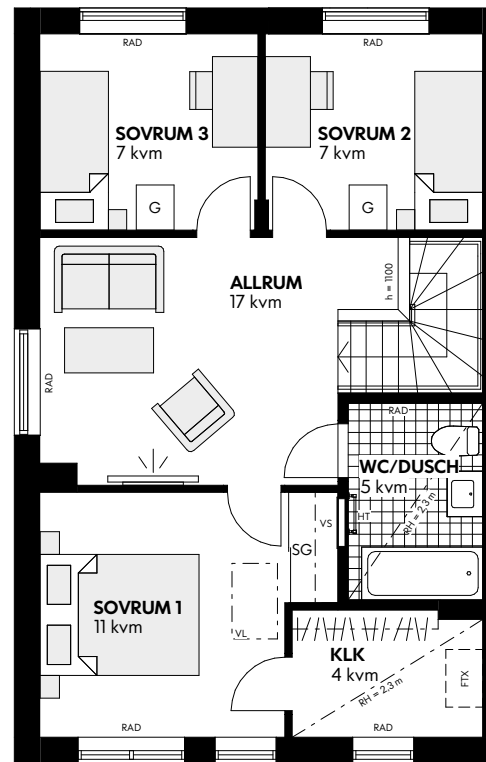 RAD
RAD
SOVRUM 3
7 kvm
SOVRUM 2
7 kvm
G
G
ALLRUM
17 kvm
h = 1100
RAD
RAD
WC/DUSCH
5 kvm
HT
RH = 2,3 m
VS
SG
SOVRUM 1
11 kvm
VL
KLK
4 kvm
RH = 2,3 m
FTX
RAD
RAD